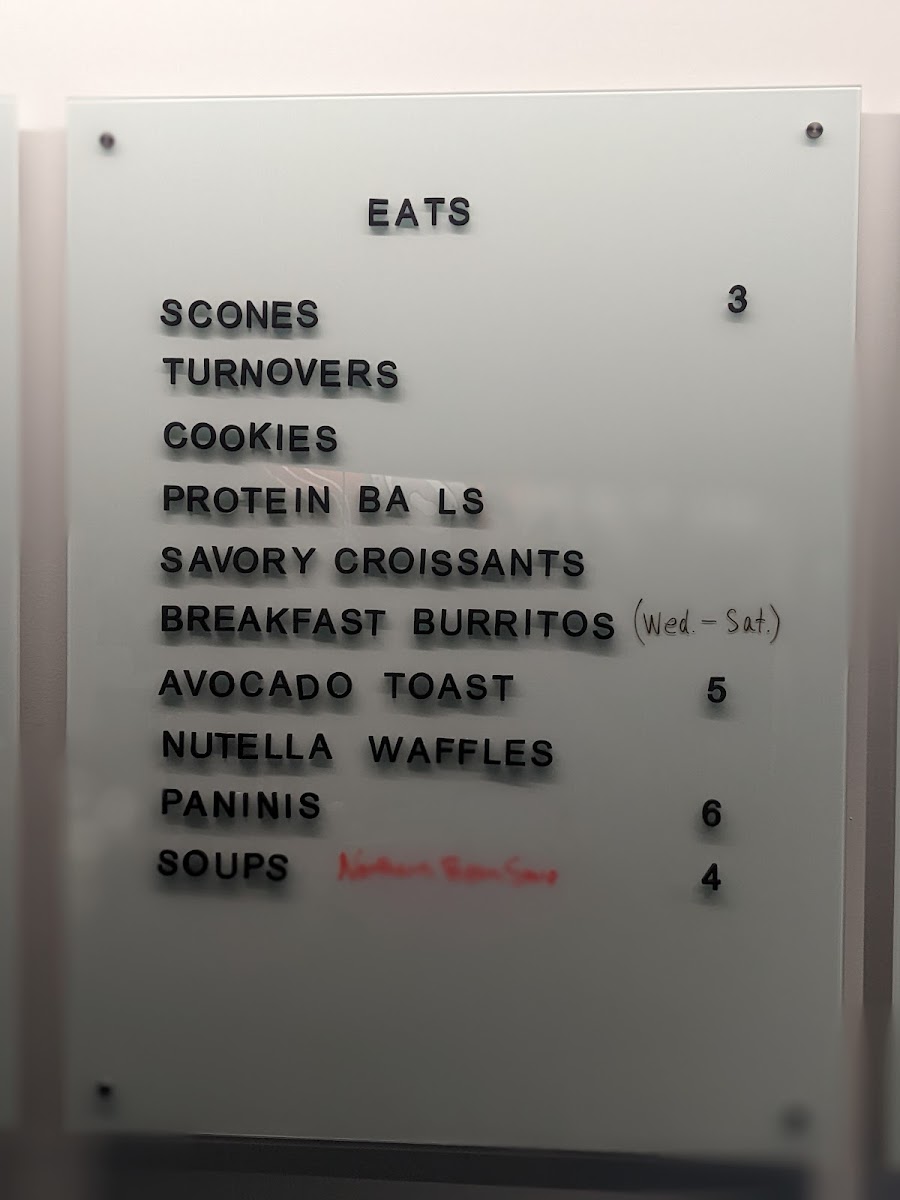 EATS
SCONES 3
TURNOVERS
COOKIES
PROTEIN BA LS
SAVORY CROISSANTS
BREAKFAST BURRITOS (Wed. - Sat.)
AVOCADO TOAST 5
NUTELLA WAFFLES
PANINIS 6
SOUPS 4